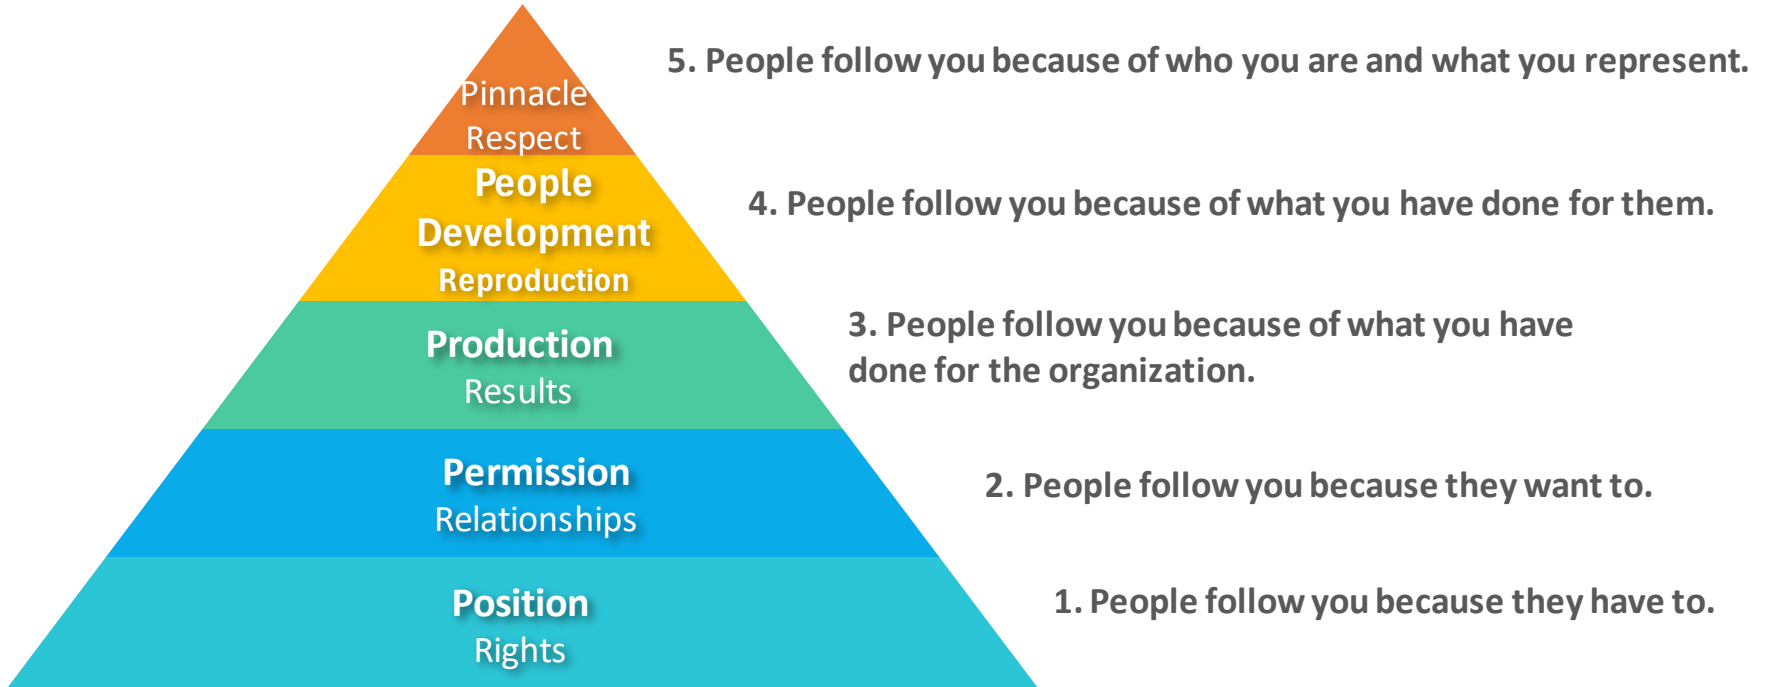 Pinnacle
Respect
5. People follow you because of who you are and what you represent.
People
Development
Reproduction
4. People follow you because of what you have done for them.
Production
Results
3. People follow you because of what you have
done for the organization.
Permission
Relationships
2. People follow you because they want to.
Position
Rights
1. People follow you because they have to.